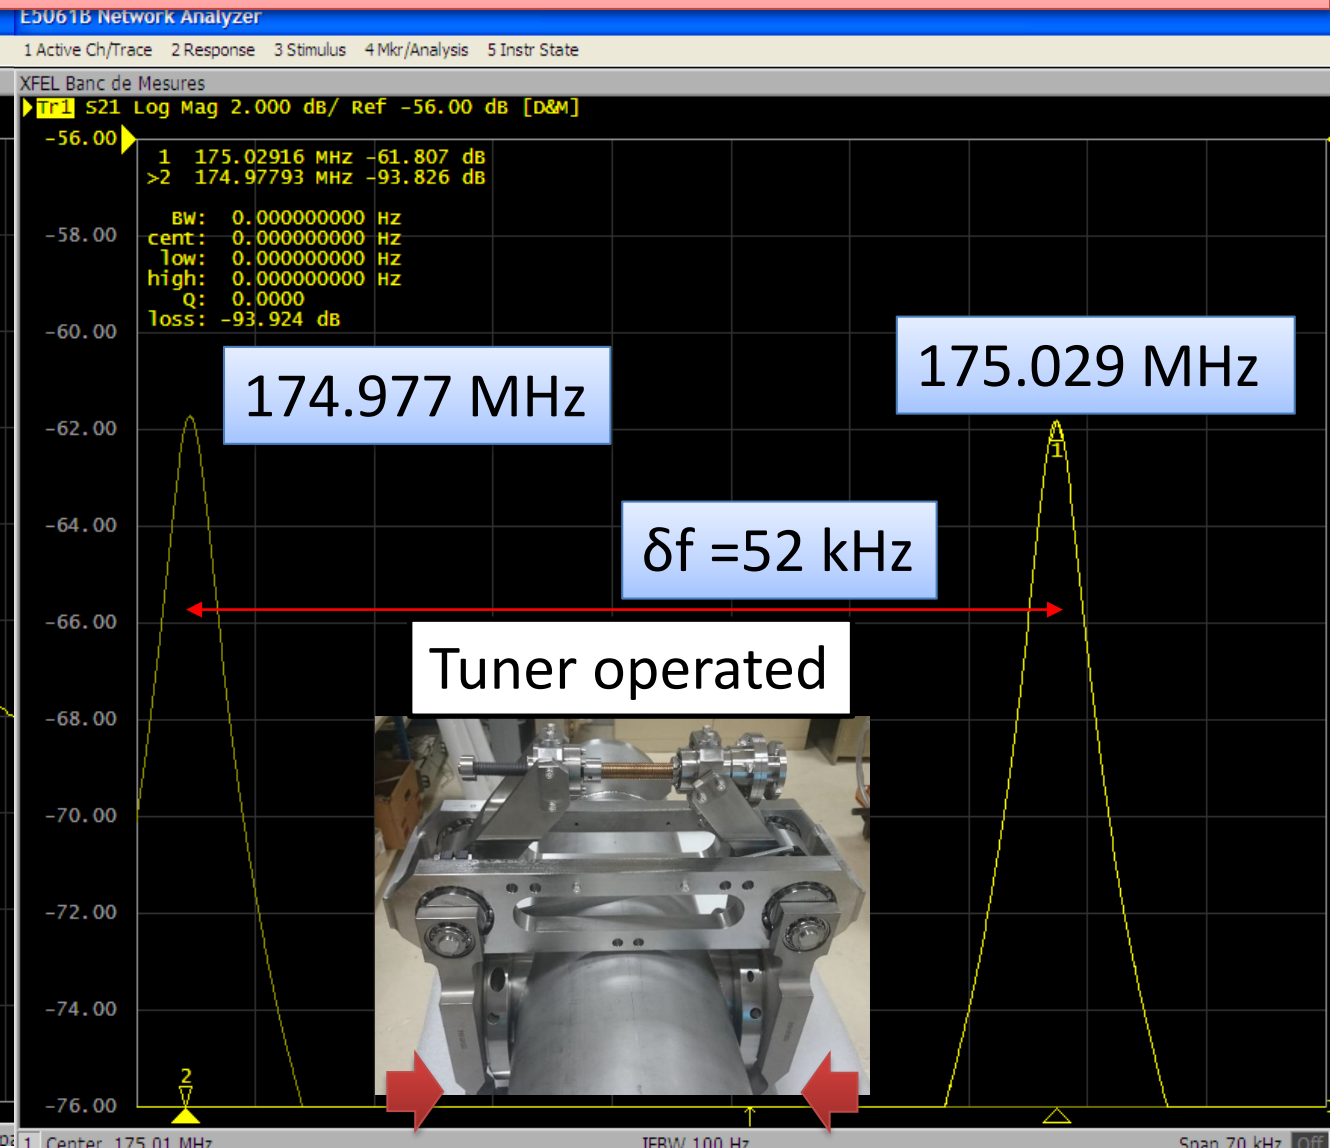 E5061B Network Analyzer
1 Active Ch/Trace 2 Response 3 Stimulus 4 Mkr/Analysis 5 Instr State
XFEL Banc de Mesures
Tr1 S21 Log Mag 2.000 dB/ Ref -56.00 dB [D&M]
-56.00
1 175.02916 MHz -61.807 dB
>2 174.97793 MHz -93.826 dB
BW: 0.000000000 Hz
cent: 0.000000000 Hz
low: 0.000000000 Hz
high: 0.000000000 Hz
Q: 0.0000
loss: -93.924 dB
-58.00
-60.00
174.977 MHz
175.029 MHz
-62.00
1
-64.00
δf =52 kHz
-66.00
Tuner operated
-68.00
-70.00
-72.00
-74.00
2
-76.00
1 Center 175.01 MHz IFBW 100 Hz Span 70 kHz Off